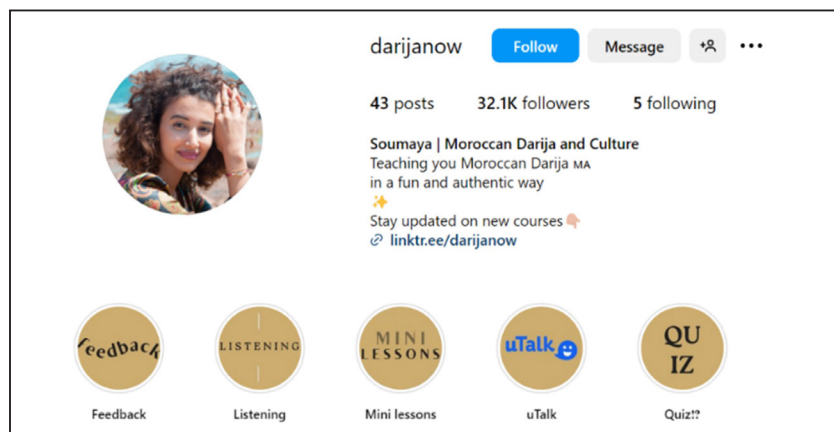 darijanow Follow Message
43 posts 32.1K followers 5 following
Soumaya | Moroccan Darija and Culture
Teaching you Moroccan Darija MA
in a fun and authentic way
✨
Stay updated on new courses👇🏼
linktr.ee/darijanow
feedback LISTENING MINI LESSONS uTalk QU IZ
Feedback Listening Mini lessons uTalk Quiz⁉